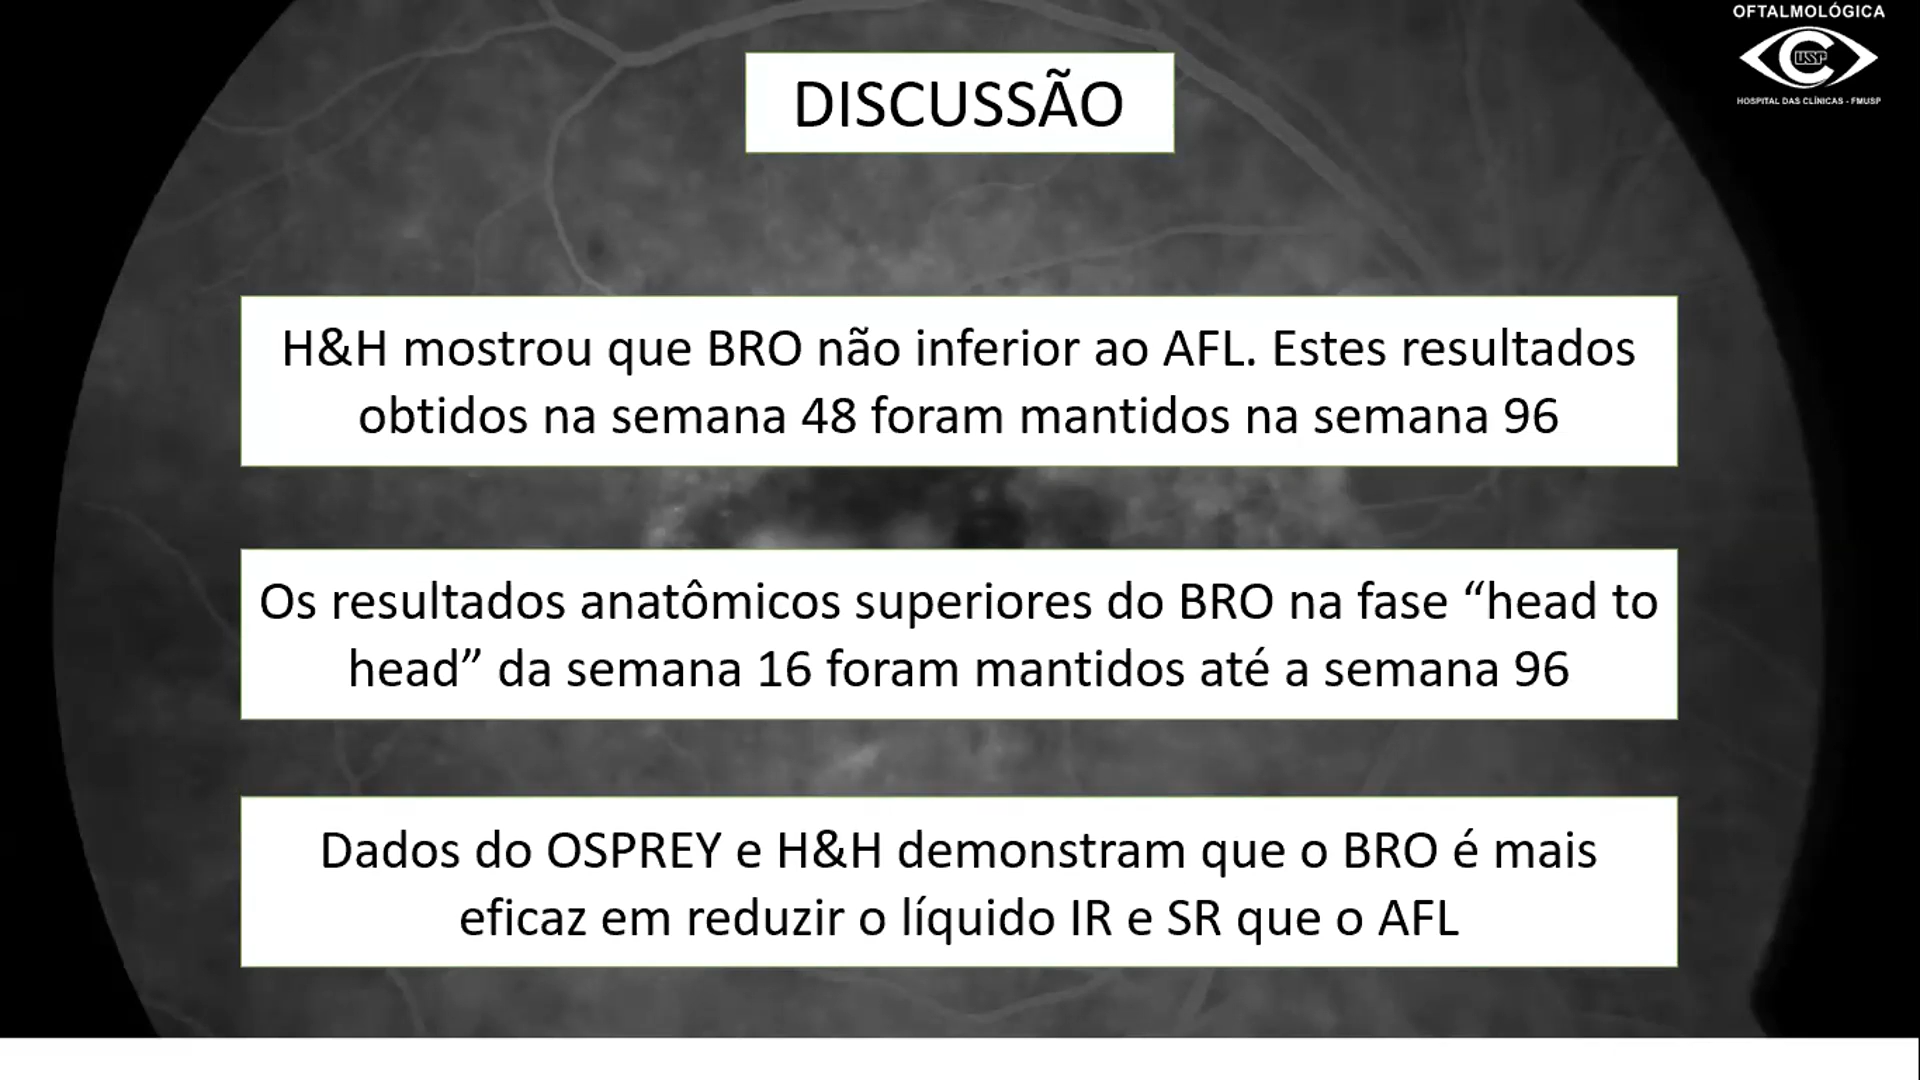 OFTALMOLÓGICA
USP
HOSPITAL DAS CLÍNICAS - FMUSP
DISCUSSÃO
H&H mostrou que BRO não inferior ao AFL. Estes resultados
obtidos na semana 48 foram mantidos na semana 96
Os resultados anatômicos superiores do BRO na fase “head to
head” da semana 16 foram mantidos até a semana 96
Dados do OSPREY e H&H demonstram que o BRO é mais
eficaz em reduzir o líquido IR e SR que o AFL